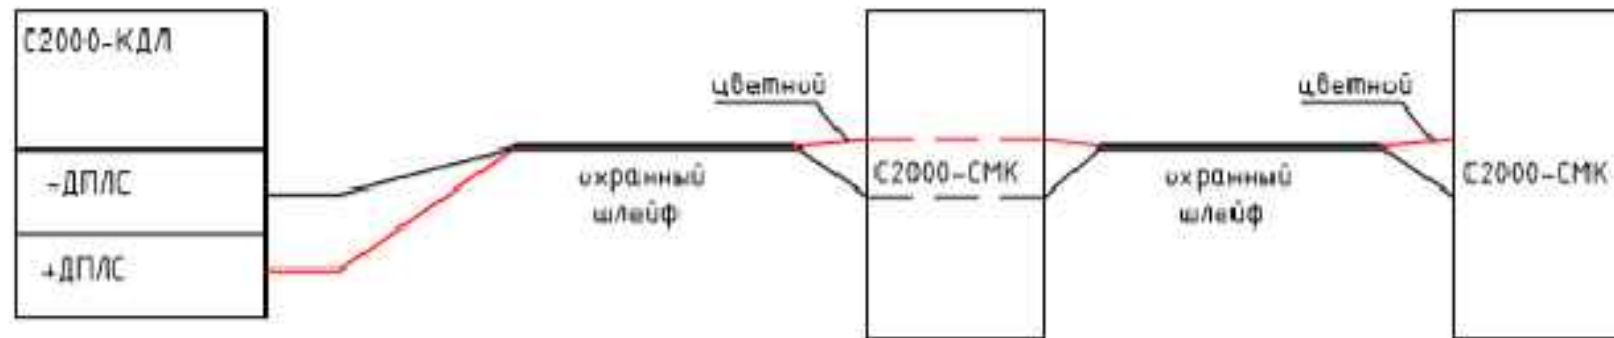 С2000-КДЛ
-ДПЛС
+ДПЛС
охранный
шлейф
цветной
С2000-СМК
охранный
шлейф
цветной
С2000-СМК